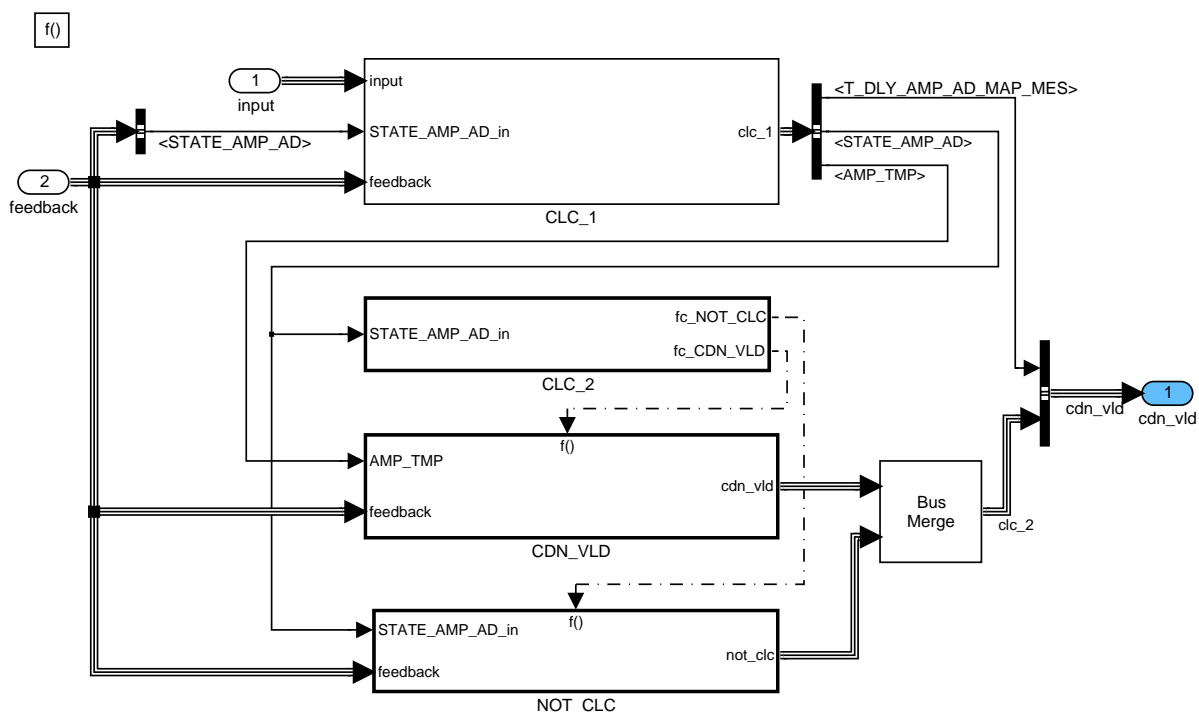 f()
1
input
input
<T_DLY_AMP_AD_MAP_MES>
STATE_AMP_AD_in
clc_1
<STATE_AMP_AD>
<STATE_AMP_AD>
<AMP_TMP>
2
feedback
feedback
CLC_1
fc_NOT_CLC
STATE_AMP_AD_in
fc_CDN_VLD
CLC_2
1
cdn_vld
cdn_vld
f()
AMP_TMP
cdn_vld
feedback
Bus
Merge
clc_2
CDN_VLD
f()
STATE_AMP_AD_in
not_clc
feedback
NOT_CLC